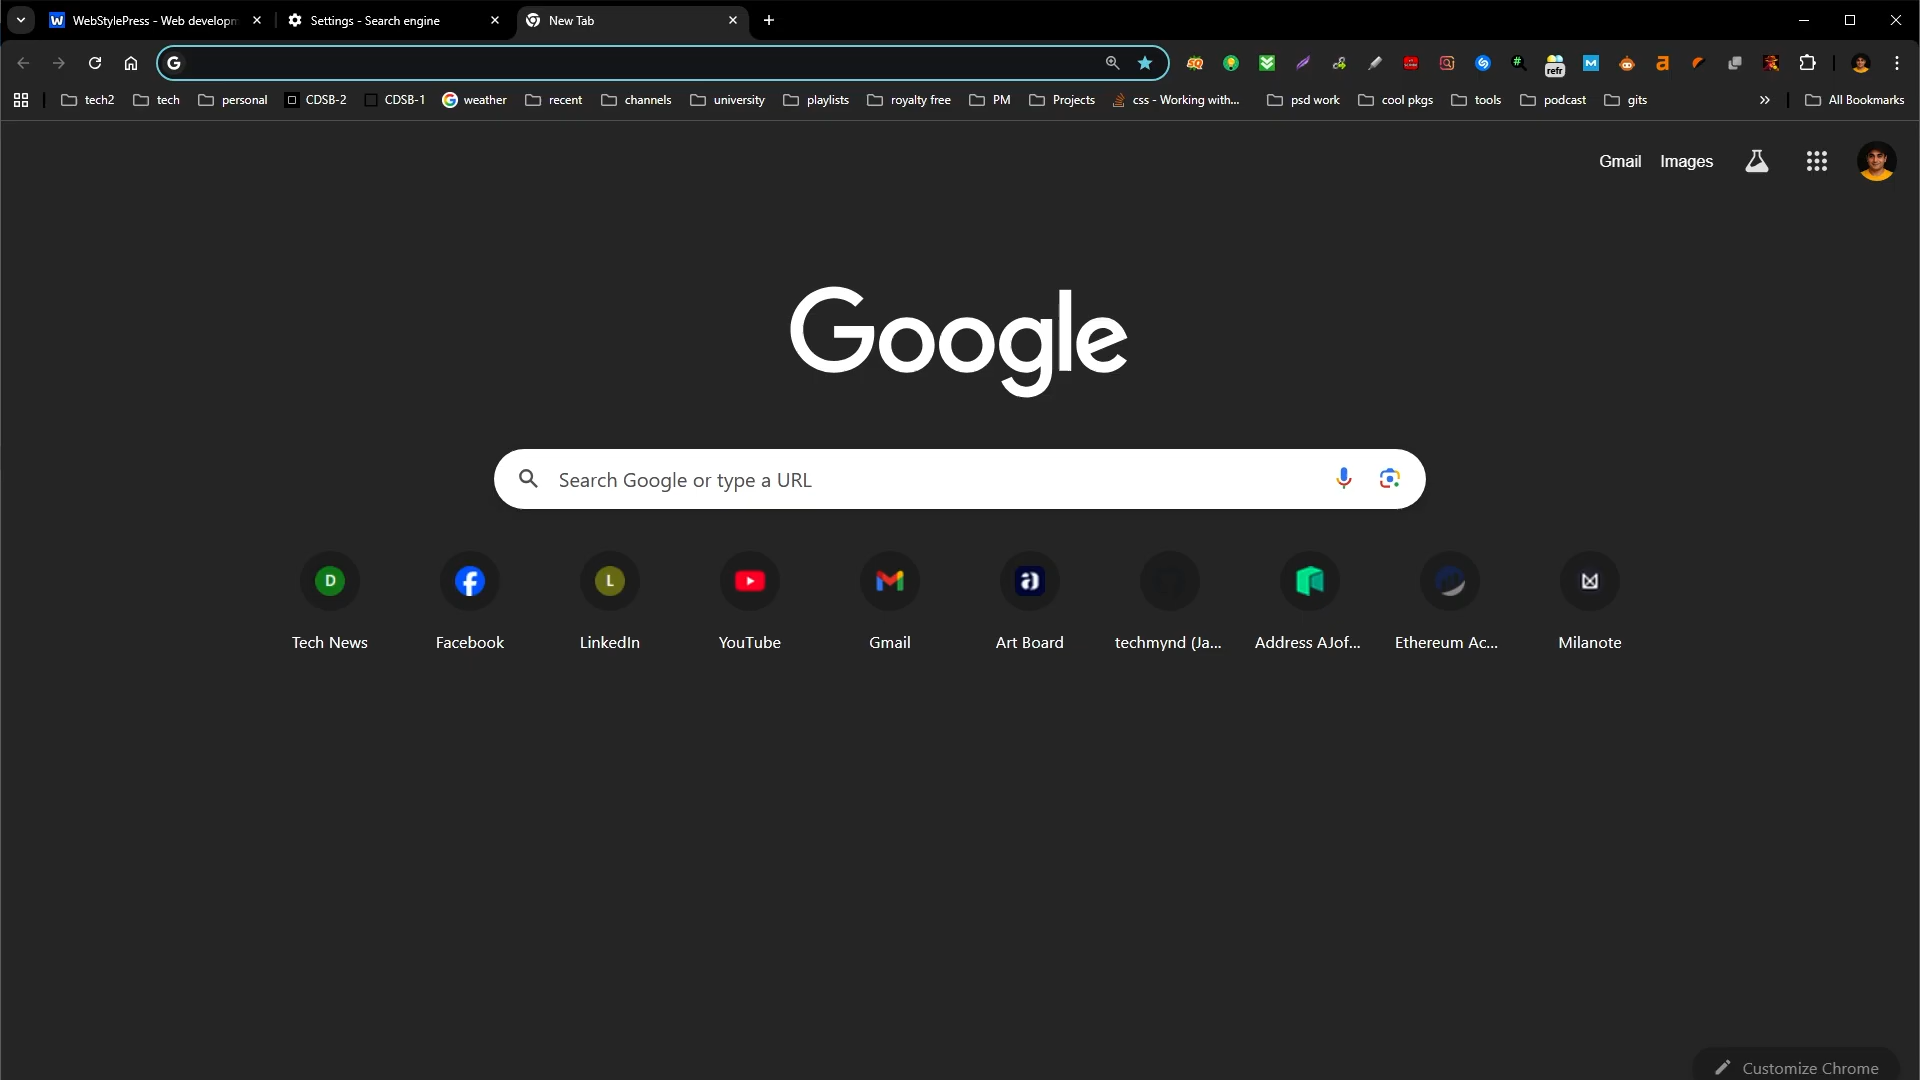 WebStylePress - Web developm
Settings - Search engine
New Tab
refr
tech2
tech
personal
CDSB-2
CDSB-1
weather
recent
channels
university
playlists
royalty free
PM
Projects
css - Working with...
psd work
cool pkgs
tools
podcast
gits
All Bookmarks
Gmail
Images
Google
Search Google or type a URL
D
L
Tech News
Facebook
LinkedIn
YouTube
Gmail
Art Board
techmynd (Ja...
Address AJof...
Ethereum Ac...
Milanote
Customize Chrome